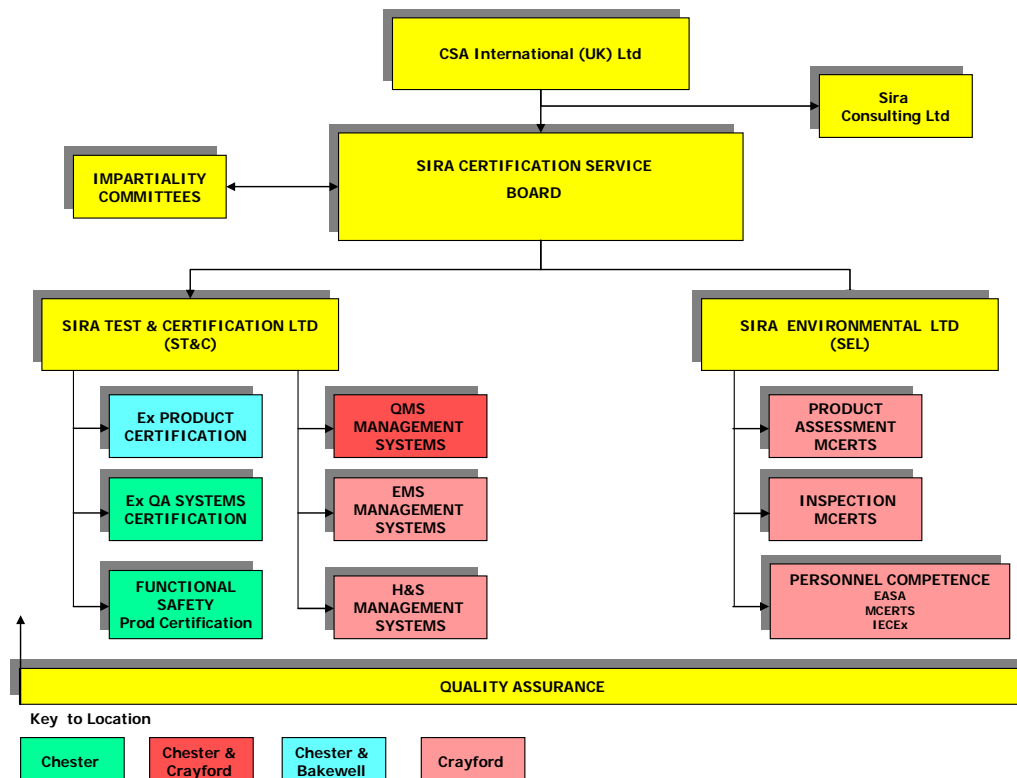 CSA International (UK) Ltd
Sira
Consulting Ltd
SIRA CERTIFICATION SERVICE
BOARD
IMPARTIALITY
COMMITTEES
SIRA TEST & CERTIFICATION LTD
(ST&C)
SIRA ENVIRONMENTAL LTD
(SEL)
Ex PRODUCT
CERTIFICATION
QMS
MANAGEMENT
SYSTEMS
PRODUCT
ASSESSMENT
MCERTS
Ex QA SYSTEMS
CERTIFICATION
EMS
MANAGEMENT
SYSTEMS
INSPECTION
MCERTS
FUNCTIONAL
SAFETY
Prod Certification
H&S
MANAGEMENT
SYSTEMS
PERSONNEL COMPETENCE
EASA
MCERTS
IECEx
QUALITY ASSURANCE
Key to Location
Chester
Chester &
Crayford
Chester &
Bakewell
Crayford